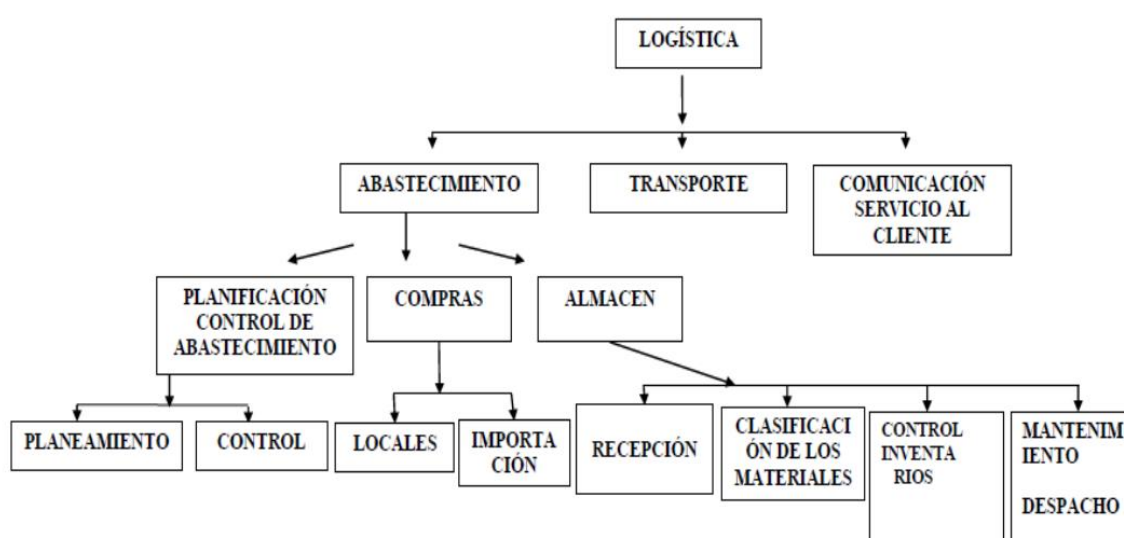 LOGÍSTICA
ABASTECIMIENTO
TRANSPORTE
COMUNICACIÓN
SERVICIO AL
CLIENTE
PLANIFICACIÓN
CONTROL DE
ABASTECIMIENTO
COMPRAS
ALMACEN
PLANEAMIENTO
CONTROL
LOCALES
IMPORTA
CIÓN
RECEPCIÓN
CLASIFICACI
ÓN DE LOS
MATERIALES
CONTROL
INVENTA
RIOS
MANTENIM
IENTO
DESPACHO